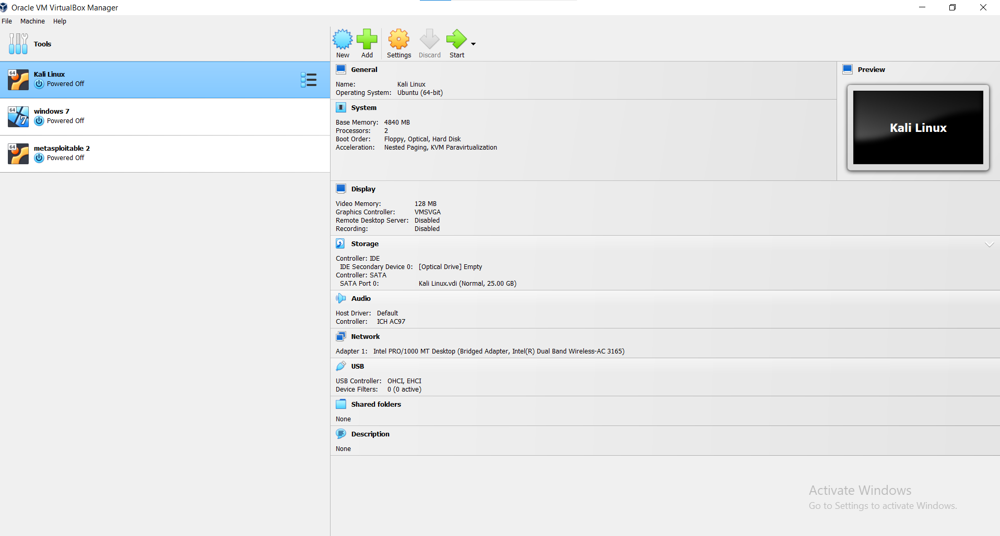 Oracle VM VirtualBox Manager
File Machine Help
Tools
New Add Settings Discard Start
64
Kali Linux
Powered Off
64
7
windows 7
Powered Off
64
metasploitable 2
Powered Off
General
Name: Kali Linux
Operating System: Ubuntu (64-bit)
Preview
Kali Linux
System
Base Memory: 4840 MB
Processors: 2
Boot Order: Floppy, Optical, Hard Disk
Acceleration: Nested Paging, KVM Paravirtualization
Display
Video Memory: 128 MB
Graphics Controller: VMSVGA
Remote Desktop Server: Disabled
Recording: Disabled
Storage
Controller: IDE
IDE Secondary Device 0: [Optical Drive] Empty
Controller: SATA
SATA Port 0: Kali Linux.vdi (Normal, 25.00 GB)
Audio
Host Driver: Default
Controller: ICH AC97
Network
Adapter 1: Intel PRO/1000 MT Desktop (Bridged Adapter, Intel(R) Dual Band Wireless-AC 3165)
USB
USB Controller: OHCI, EHCI
Device Filters: 0 (0 active)
Shared folders
None
Description
None
Activate Windows
Go to Settings to activate Windows.